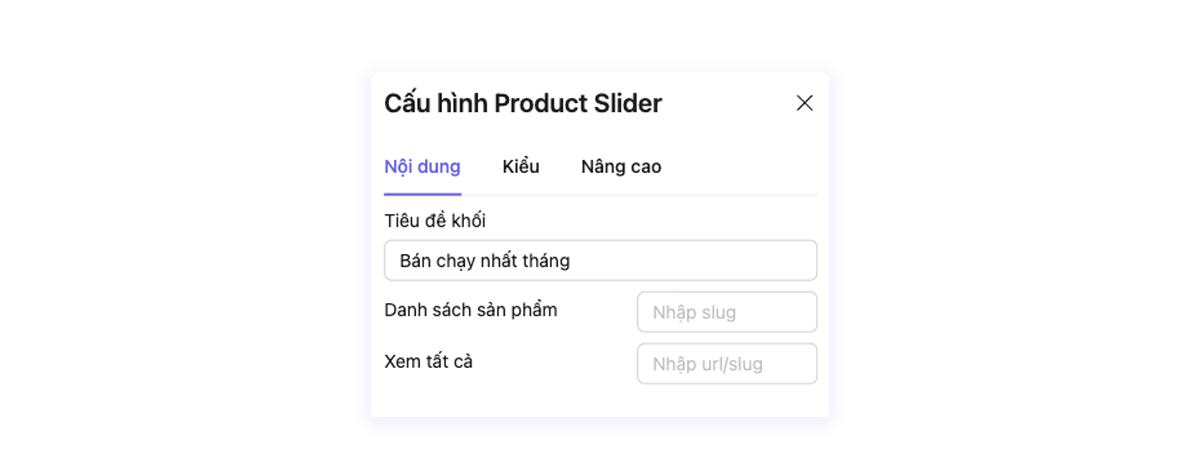 Cấu hình Product Slider
Nội dung Kiểu Nâng cao
Tiêu đề khối
Bán chạy nhất tháng
Danh sách sản phẩm Nhập slug
Xem tất cả Nhập url/slug